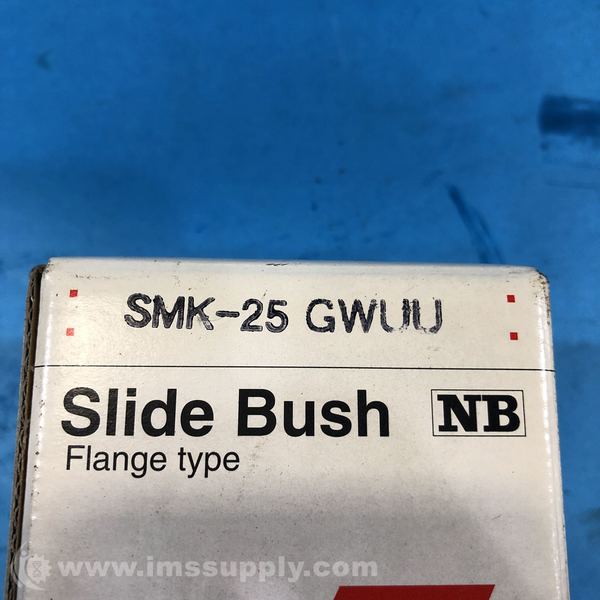 SMK-25 GWUU
Slide Bush NB
Flange type
www.imssupply.com